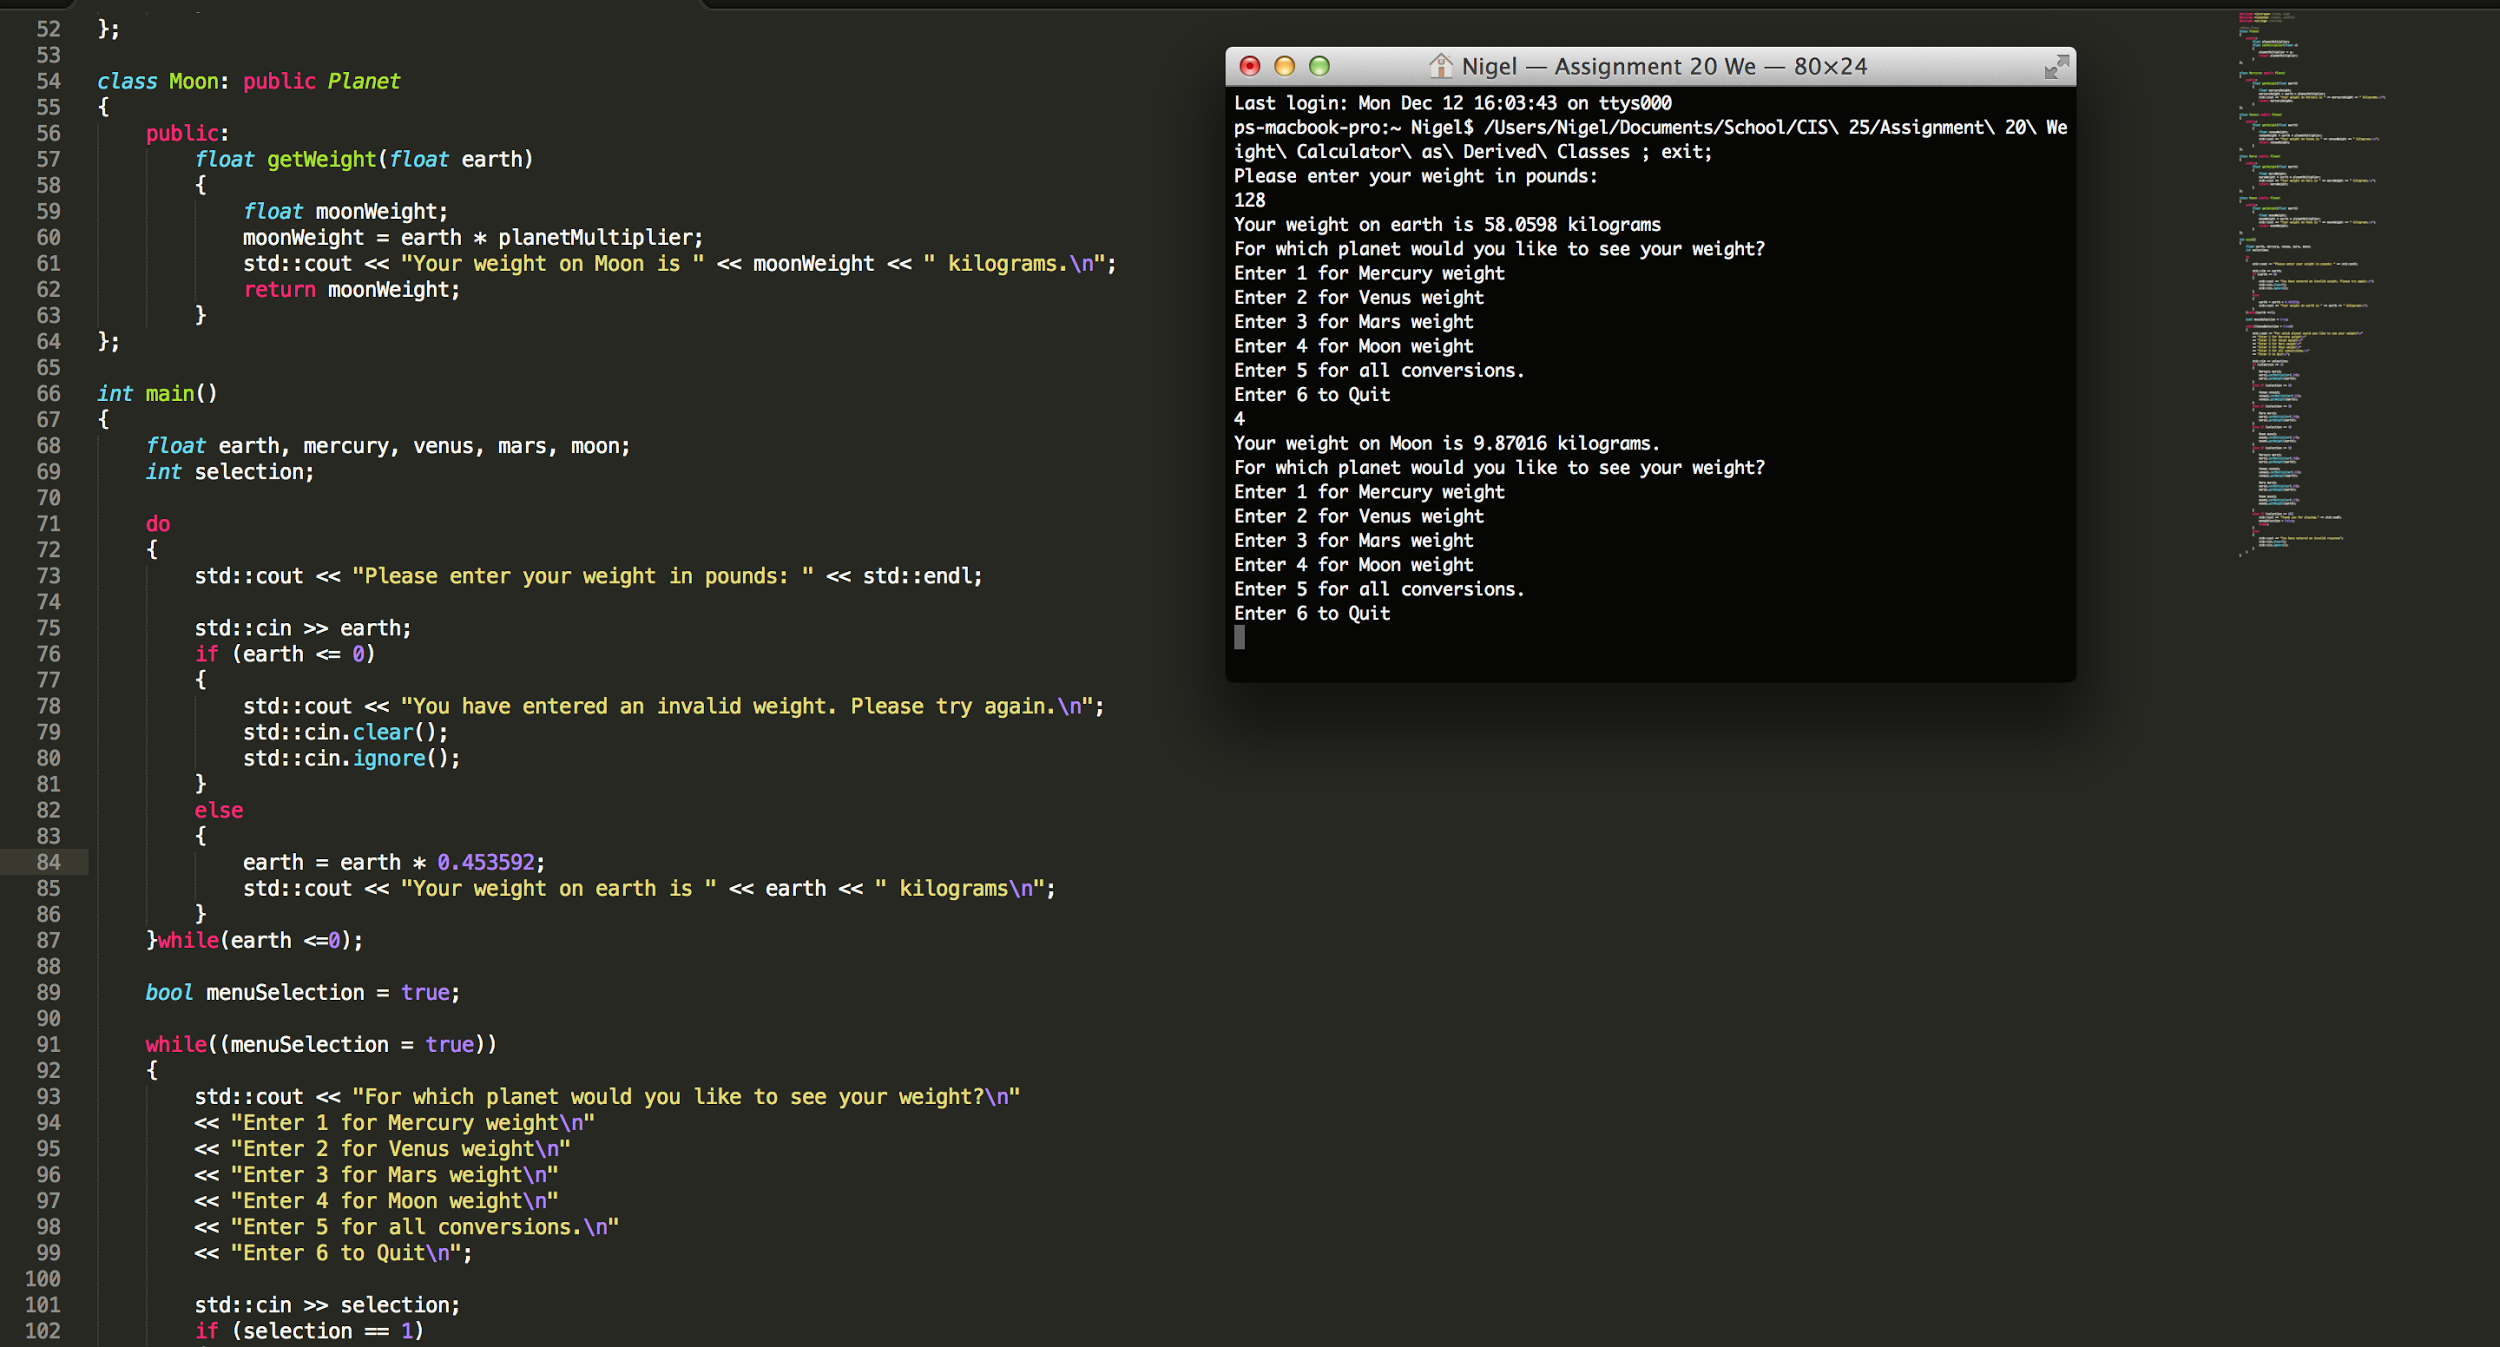 52 };
53
54 class Moon: public Planet
55 {
56 public:
57 float getWeight(float earth)
58 {
59 float moonWeight;
60 moonWeight = earth * planetMultiplier;
61 std::cout << "Your weight on Moon is " << moonWeight << " kilograms.\n";
62 return moonWeight;
63 }
64 };
65
66 int main()
67 {
68 float earth, mercury, venus, mars, moon;
69 int selection;
70
71 do
72 {
73 std::cout << "Please enter your weight in pounds: " << std::endl;
74
75 std::cin >> earth;
76 if (earth <= 0)
77 {
78 std::cout << "You have entered an invalid weight. Please try again.\n";
79 std::cin.clear();
80 std::cin.ignore();
81 }
82 else
83 {
84 earth = earth * 0.453592;
85 std::cout << "Your weight on earth is " << earth << " kilograms\n";
86 }
87 }while(earth <=0);
88
89 bool menuSelection = true;
90
91 while((menuSelection = true))
92 {
93 std::cout << "For which planet would you like to see your weight?\n"
94 << "Enter 1 for Mercury weight\n"
95 << "Enter 2 for Venus weight\n"
96 << "Enter 3 for Mars weight\n"
97 << "Enter 4 for Moon weight\n"
98 << "Enter 5 for all conversions.\n"
99 << "Enter 6 to Quit\n";
100
101 std::cin >> selection;
102 if (selection == 1)
Nigel — Assignment 20 We — 80×24
Last login: Mon Dec 12 16:03:43 on ttys000
ps-macbook-pro:~ Nigel$ /Users/Nigel/Documents/School/CIS\ 25/Assignment\ 20\ We
ight\ Calculator\ as\ Derived\ Classes ; exit;
Please enter your weight in pounds:
128
Your weight on earth is 58.0598 kilograms
For which planet would you like to see your weight?
Enter 1 for Mercury weight
Enter 2 for Venus weight
Enter 3 for Mars weight
Enter 4 for Moon weight
Enter 5 for all conversions.
Enter 6 to Quit
4
Your weight on Moon is 9.87016 kilograms.
For which planet would you like to see your weight?
Enter 1 for Mercury weight
Enter 2 for Venus weight
Enter 3 for Mars weight
Enter 4 for Moon weight
Enter 5 for all conversions.
Enter 6 to Quit